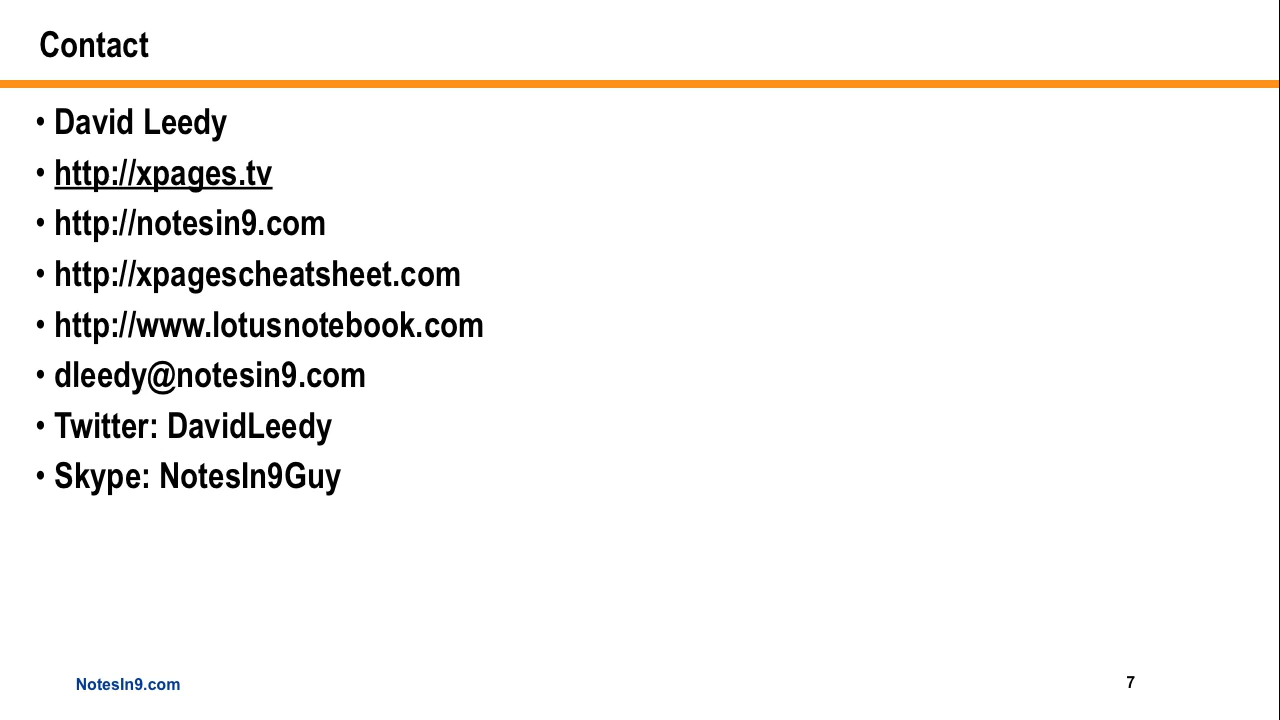 Contact
• David Leedy
• http://xpages.tv
• http://notesin9.com
• http://xpagescheatsheet.com
• http://www.lotusnotebook.com
• dleedy@notesin9.com
• Twitter: DavidLeedy
• Skype: NotesIn9Guy
NotesIn9.com
7